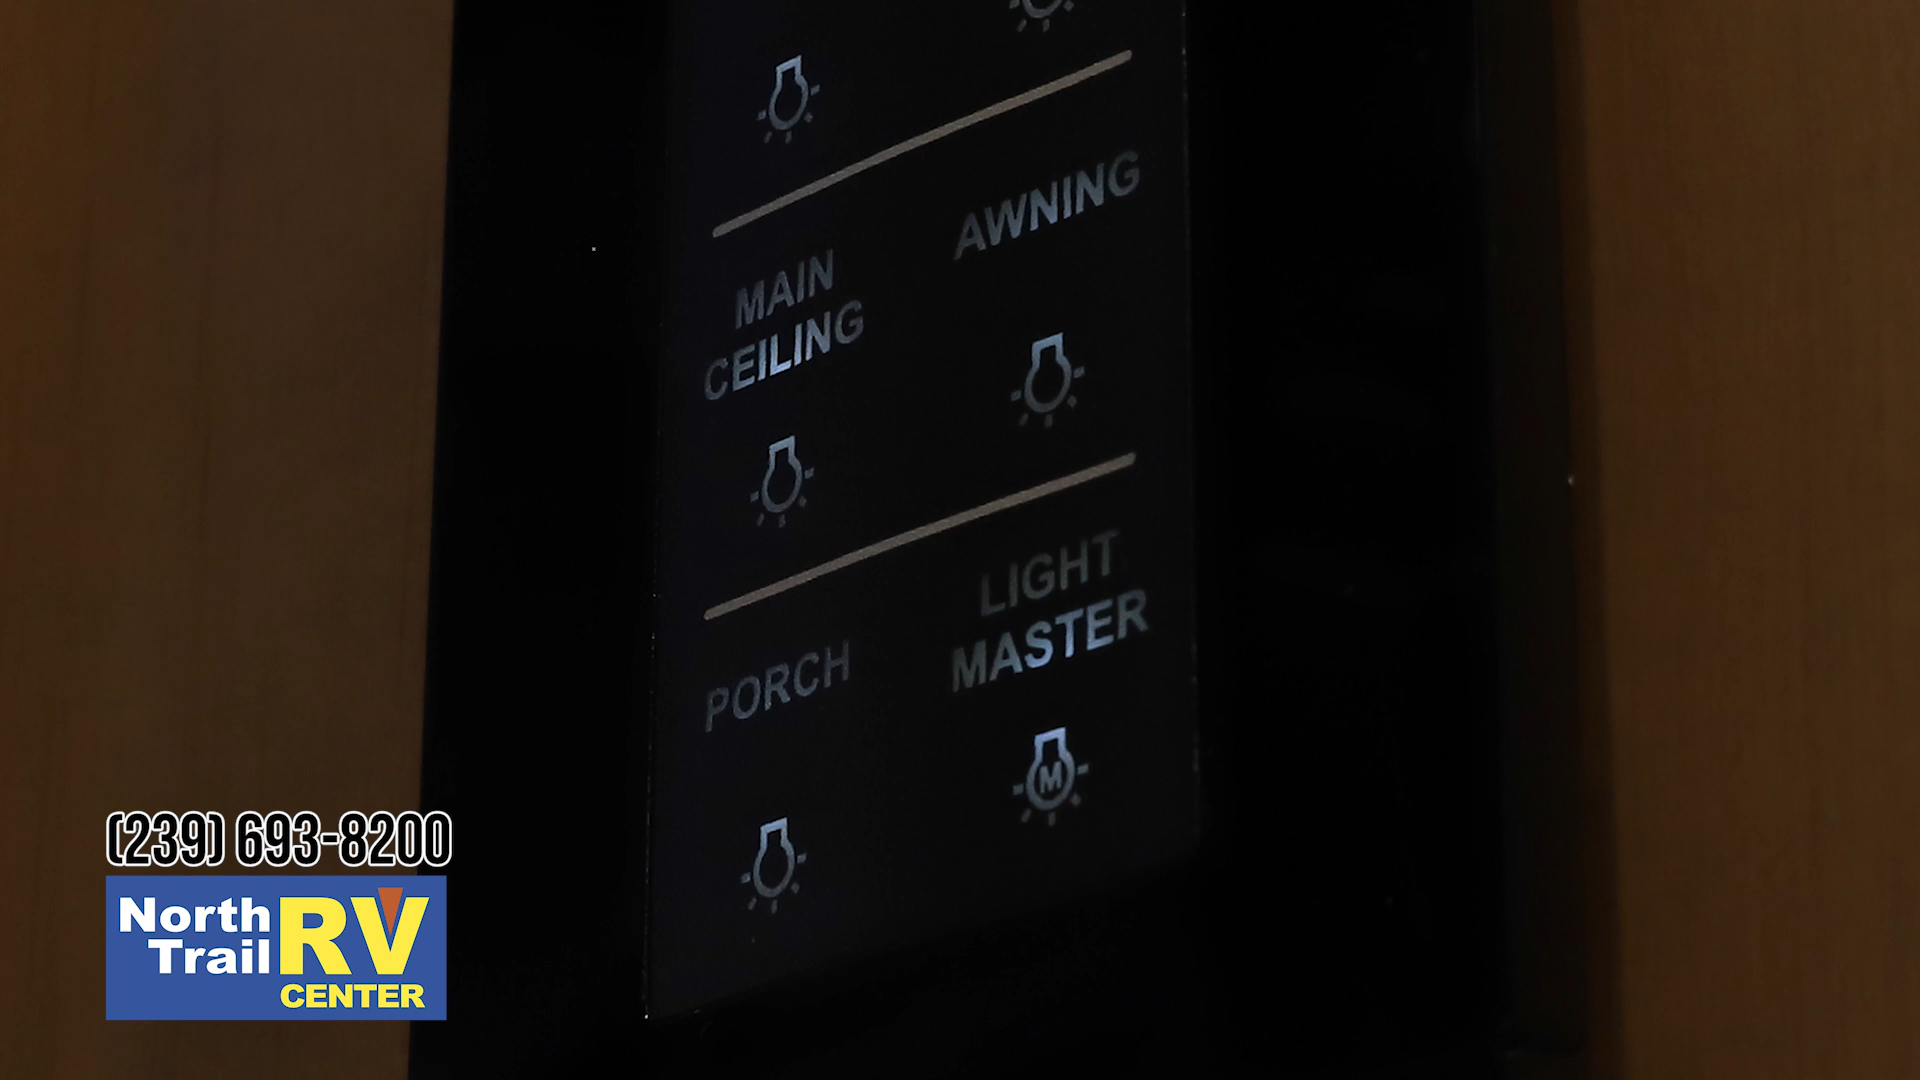 AWNING
MAIN
CEILING
LIGHT
MASTER
PORCH
M
(239) 693-8200
North
Trail
RV
CENTER